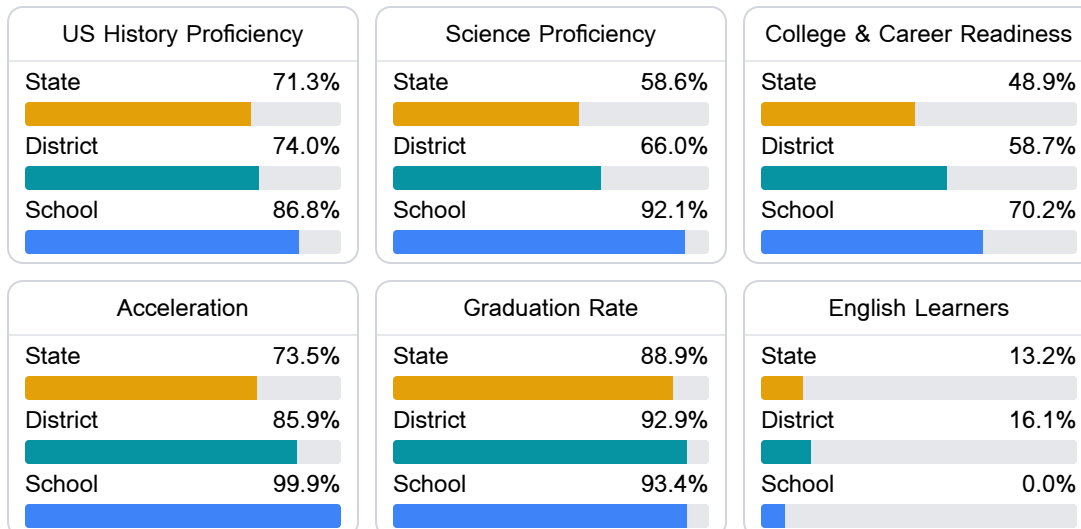 US History Proficiency
State 71.3%
District 74.0%
School 86.8%
Science Proficiency
State 58.6%
District 66.0%
School 92.1%
College & Career Readiness
State 48.9%
District 58.7%
School 70.2%
Acceleration
State 73.5%
District 85.9%
School 99.9%
Graduation Rate
State 88.9%
District 92.9%
School 93.4%
English Learners
State 13.2%
District 16.1%
School 0.0%